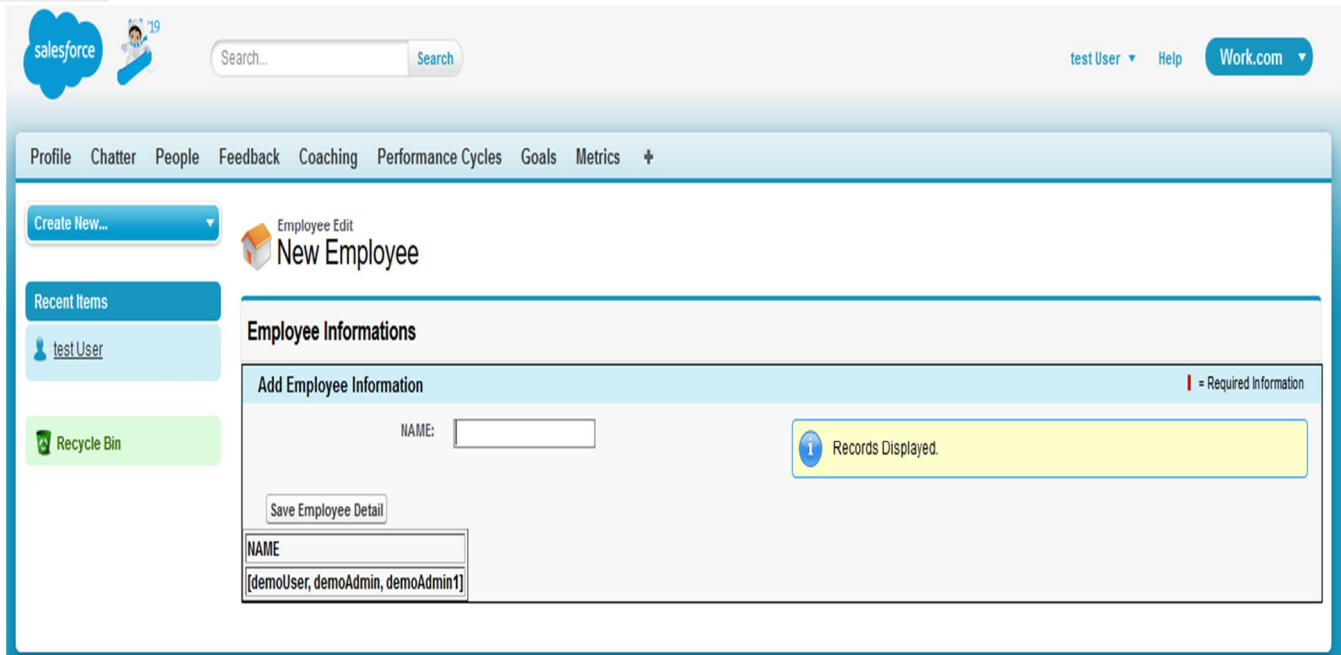 salesforce
'19
Search...
Search
test User
Help
Work.com
Profile Chatter People Feedback Coaching Performance Cycles Goals Metrics +
Create New...
Employee Edit
New Employee
Recent Items
test User
Recycle Bin
Employee Informations
Add Employee Information
= Required Information
NAME:
Records Displayed.
Save Employee Detail
NAME
[demoUser, demoAdmin, demoAdmin1]